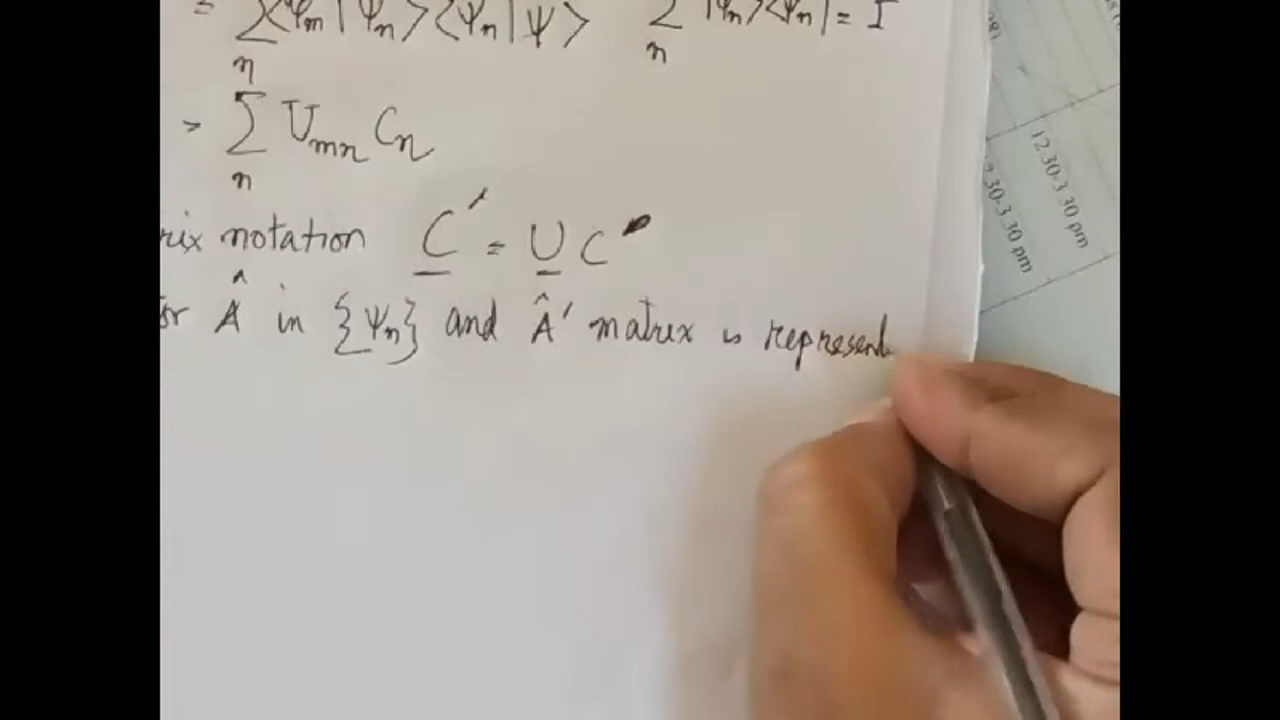 = Σ<Ψm|Ψn><Ψn|Ψ> Σ|Ψn><Ψn| = I
n n
= Σ Umn Cn
n
rix notation C′ = U C
or Â in {Ψn} and Â′ matrix is represent
12.30-3.30 pm
2.30-3.30 pm